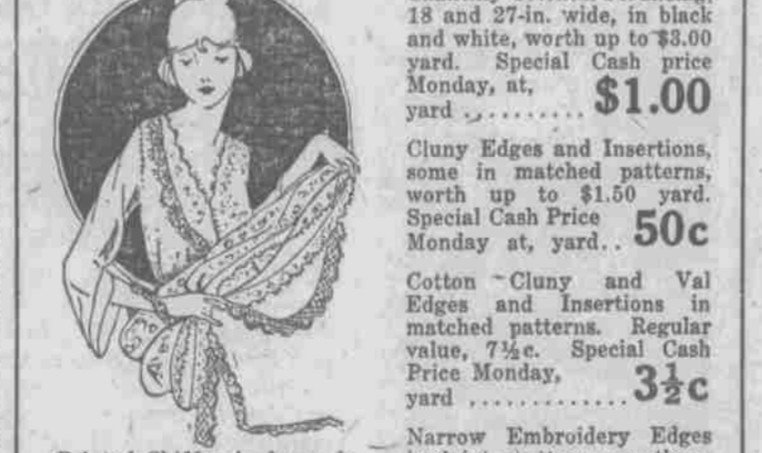 18 and 27-in. wide, in black
and white, worth up to $3.00
yard. Special Cash price
Monday, at,
yard .......... $1.00
Cluny Edges and Insertions,
some in matched patterns,
worth up to $1.50 yard.
Special Cash Price
Monday at, yard.. 50c
Cotton Cluny and Val
Edges and Insertions in
matched patterns. Regular
value, 7½c. Special Cash
Price Monday,
yard ............. 3½c
Narrow Embroidery Edges